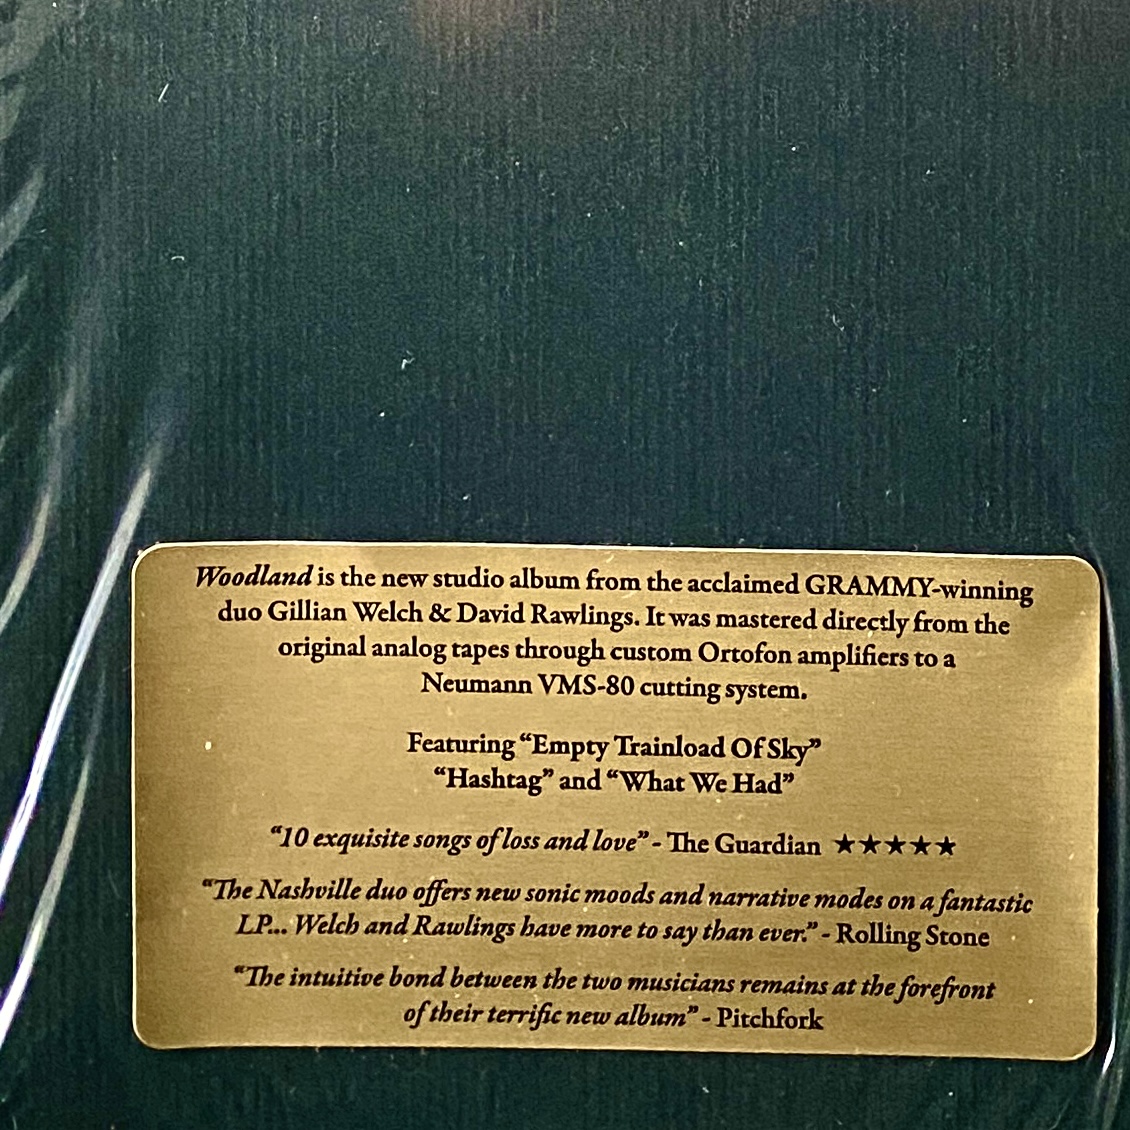 Woodland is the new studio album from the acclaimed GRAMMY-winning
duo Gillian Welch & David Rawlings. It was mastered directly from the
original analog tapes through custom Ortofon amplifiers to a
Neumann VMS-80 cutting system.
Featuring “Empty Trainload Of Sky”
“Hashtag” and “What We Had”
“10 exquisite songs of loss and love” - The Guardian ★★★★★
“The Nashville duo offers new sonic moods and narrative modes on a fantastic
LP... Welch and Rawlings have more to say than ever.” - Rolling Stone
“The intuitive bond between the two musicians remains at the forefront
of their terrific new album” - Pitchfork